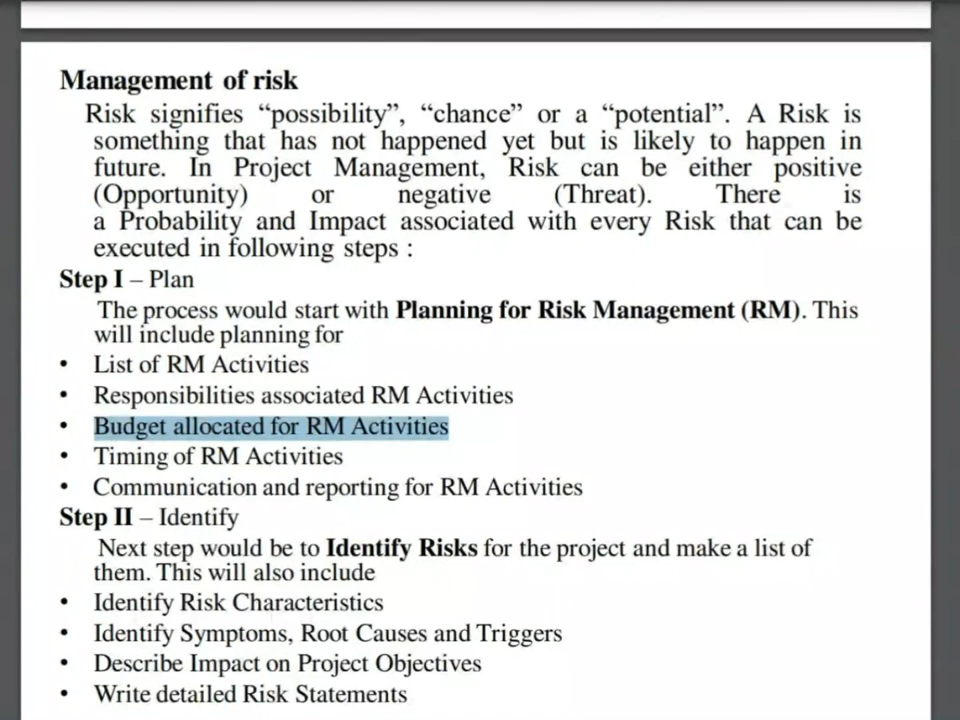 Management of risk
Risk signifies “possibility”, “chance” or a “potential”. A Risk is
something that has not happened yet but is likely to happen in
future. In Project Management, Risk can be either positive
(Opportunity) or negative (Threat). There is
a Probability and Impact associated with every Risk that can be
executed in following steps :
Step I – Plan
The process would start with Planning for Risk Management (RM). This
will include planning for
• List of RM Activities
• Responsibilities associated RM Activities
• Budget allocated for RM Activities
• Timing of RM Activities
• Communication and reporting for RM Activities
Step II – Identify
Next step would be to Identify Risks for the project and make a list of
them. This will also include
• Identify Risk Characteristics
• Identify Symptoms, Root Causes and Triggers
• Describe Impact on Project Objectives
• Write detailed Risk Statements